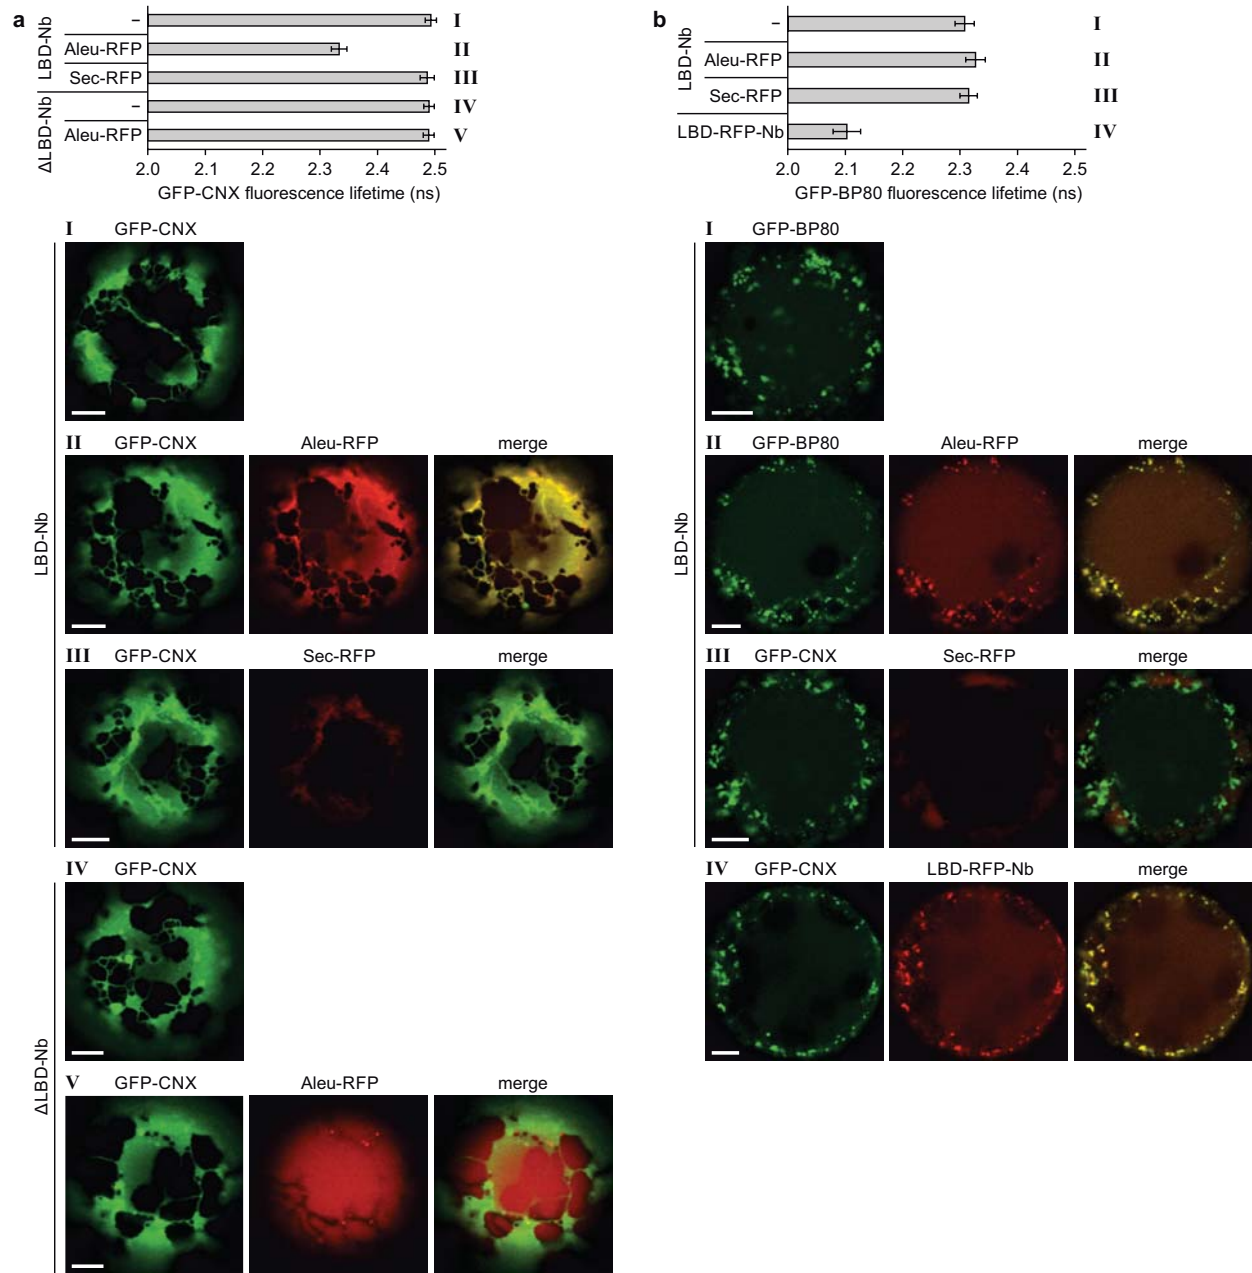 a
LBD-Nb
ΔLBD-Nb
– I
Aleu-RFP II
Sec-RFP III
– IV
Aleu-RFP V
2.0 2.1 2.2 2.3 2.4 2.5
GFP-CNX fluorescence lifetime (ns)
LBD-Nb
I GFP-CNX
II GFP-CNX Aleu-RFP merge
III GFP-CNX Sec-RFP merge
ΔLBD-Nb
IV GFP-CNX
V GFP-CNX Aleu-RFP merge
b
LBD-Nb
– I
Aleu-RFP II
Sec-RFP III
LBD-RFP-Nb IV
2.0 2.1 2.2 2.3 2.4 2.5
GFP-BP80 fluorescence lifetime (ns)
LBD-Nb
I GFP-BP80
II GFP-BP80 Aleu-RFP merge
III GFP-CNX Sec-RFP merge
IV GFP-CNX LBD-RFP-Nb merge